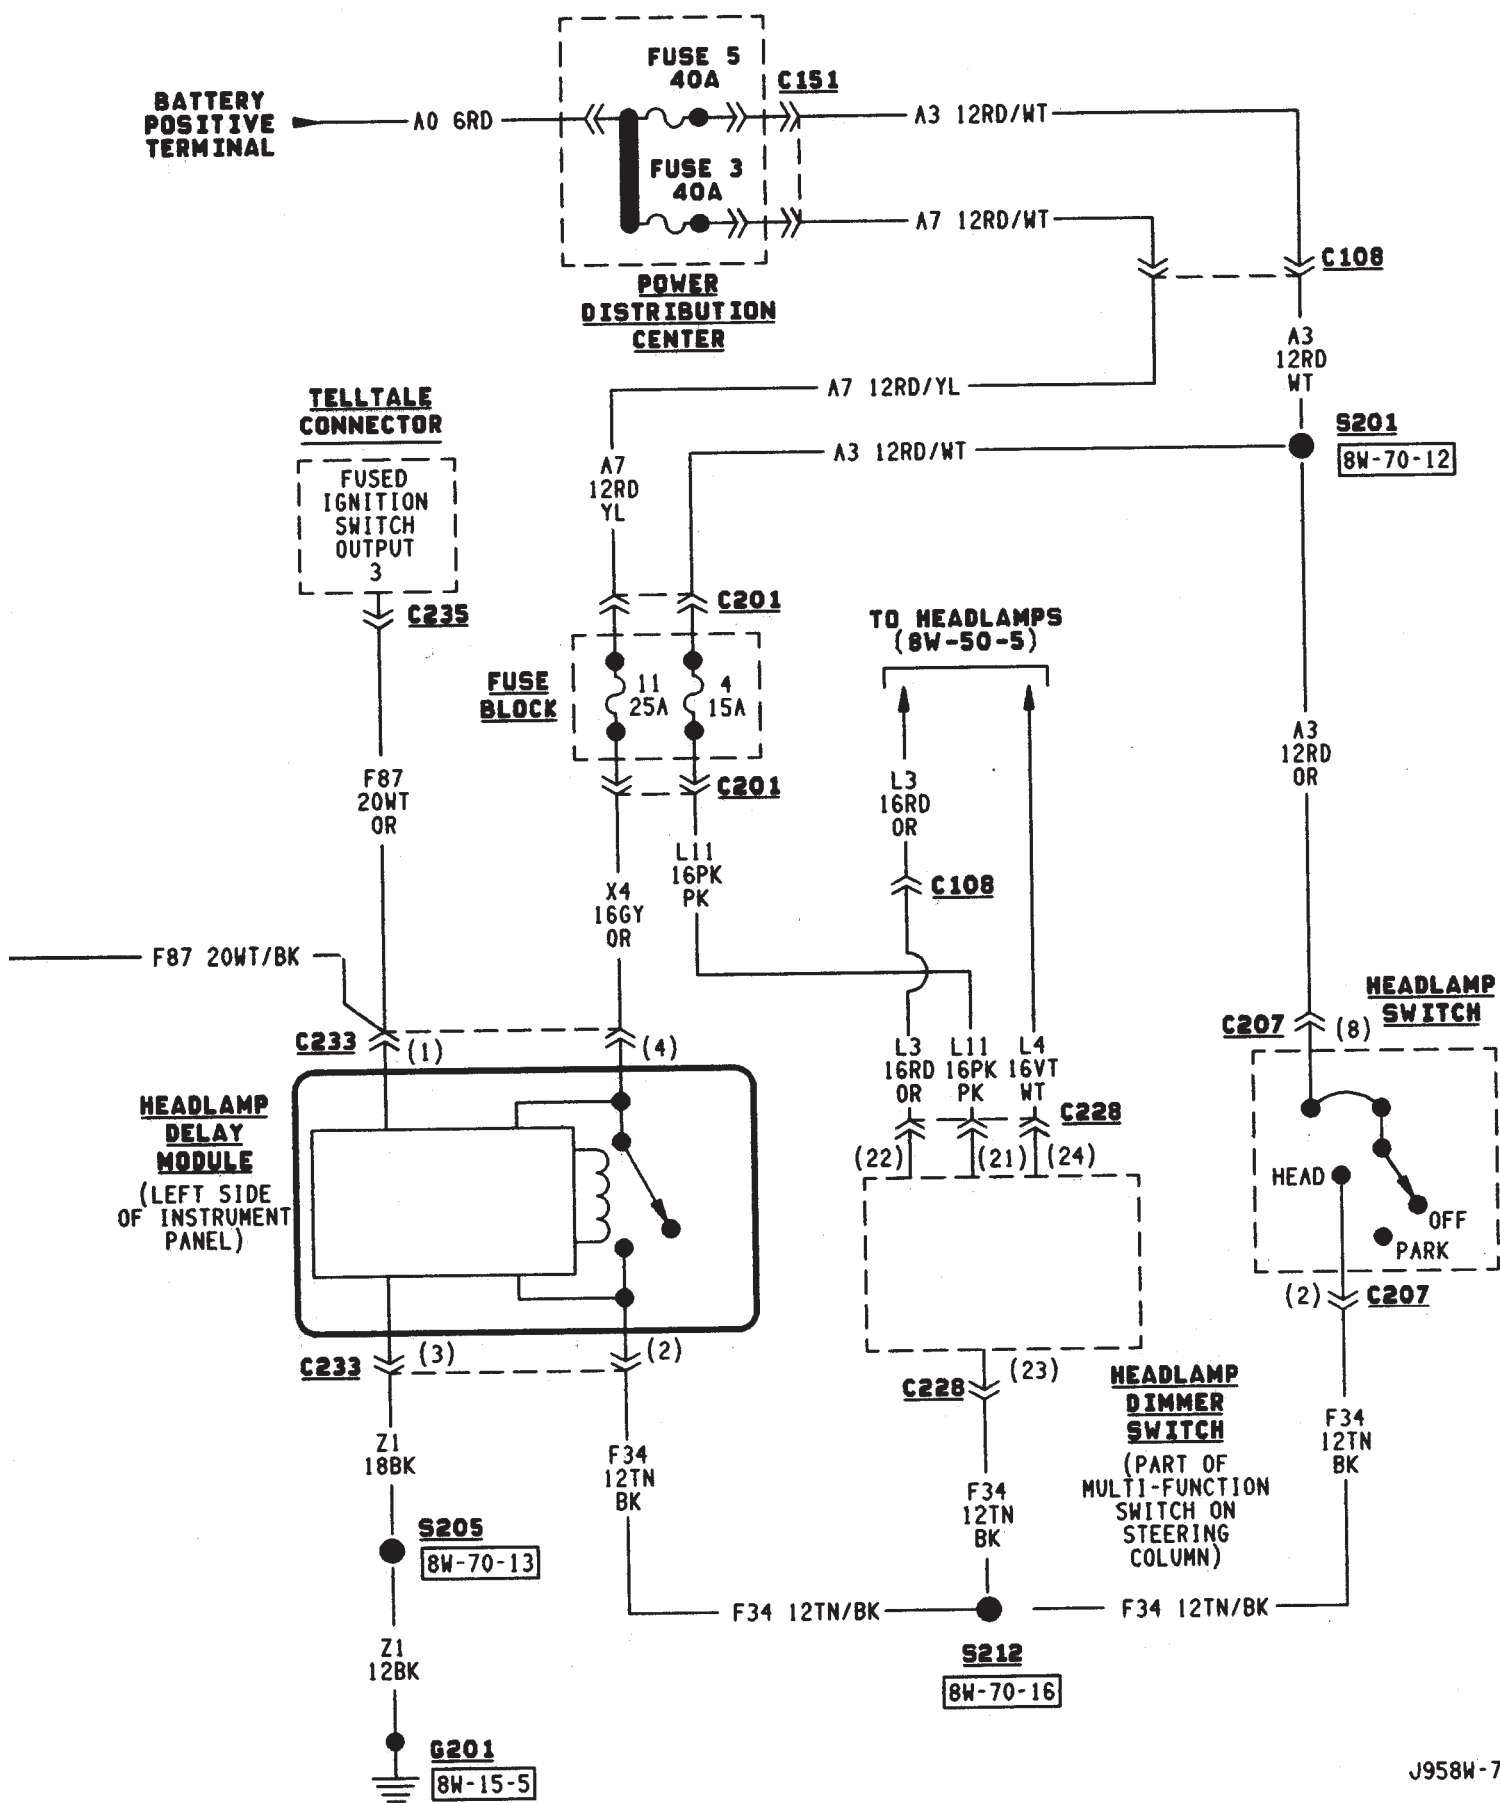 FUSE 5
40A
C151
BATTERY
POSITIVE
TERMINAL
A0 6RD
A3 12RD/WT
FUSE 3
40A
A7 12RD/WT
C108
POWER
DISTRIBUTION
CENTER
A3
12RD
WT
TELLTALE
CONNECTOR
A7 12RD/YL
S201
8W-70-12
A3 12RD/WT
FUSED
IGNITION
SWITCH
OUTPUT
3
A7
12RD
YL
C235
C201
TO HEADLAMPS
(8W-50-5)
FUSE
BLOCK
11
25A
4
15A
C201
A3
12RD
OR
F87
20WT
OR
L3
16RD
OR
L11
16PK
PK
C108
X4
16GY
OR
F87 20WT/BK
HEADLAMP
SWITCH
C207
(8)
C233
(1)
(4)
L3
16RD
OR
L11
16PK
PK
L4
16VT
WT
C228
(22)
(21)
(24)
HEADLAMP
DELAY
MODULE
(LEFT SIDE
OF INSTRUMENT
PANEL)
HEAD
OFF
PARK
(2)
C207
C233
(3)
(2)
(23)
C228
HEADLAMP
DIMMER
SWITCH
(PART OF
MULTI-FUNCTION
SWITCH ON
STEERING
COLUMN)
Z1
18BK
F34
12TN
BK
F34
12TN
BK
F34
12TN
BK
S205
8W-70-13
F34 12TN/BK
F34 12TN/BK
S212
8W-70-16
Z1
12BK
G201
8W-15-5
J958W-7